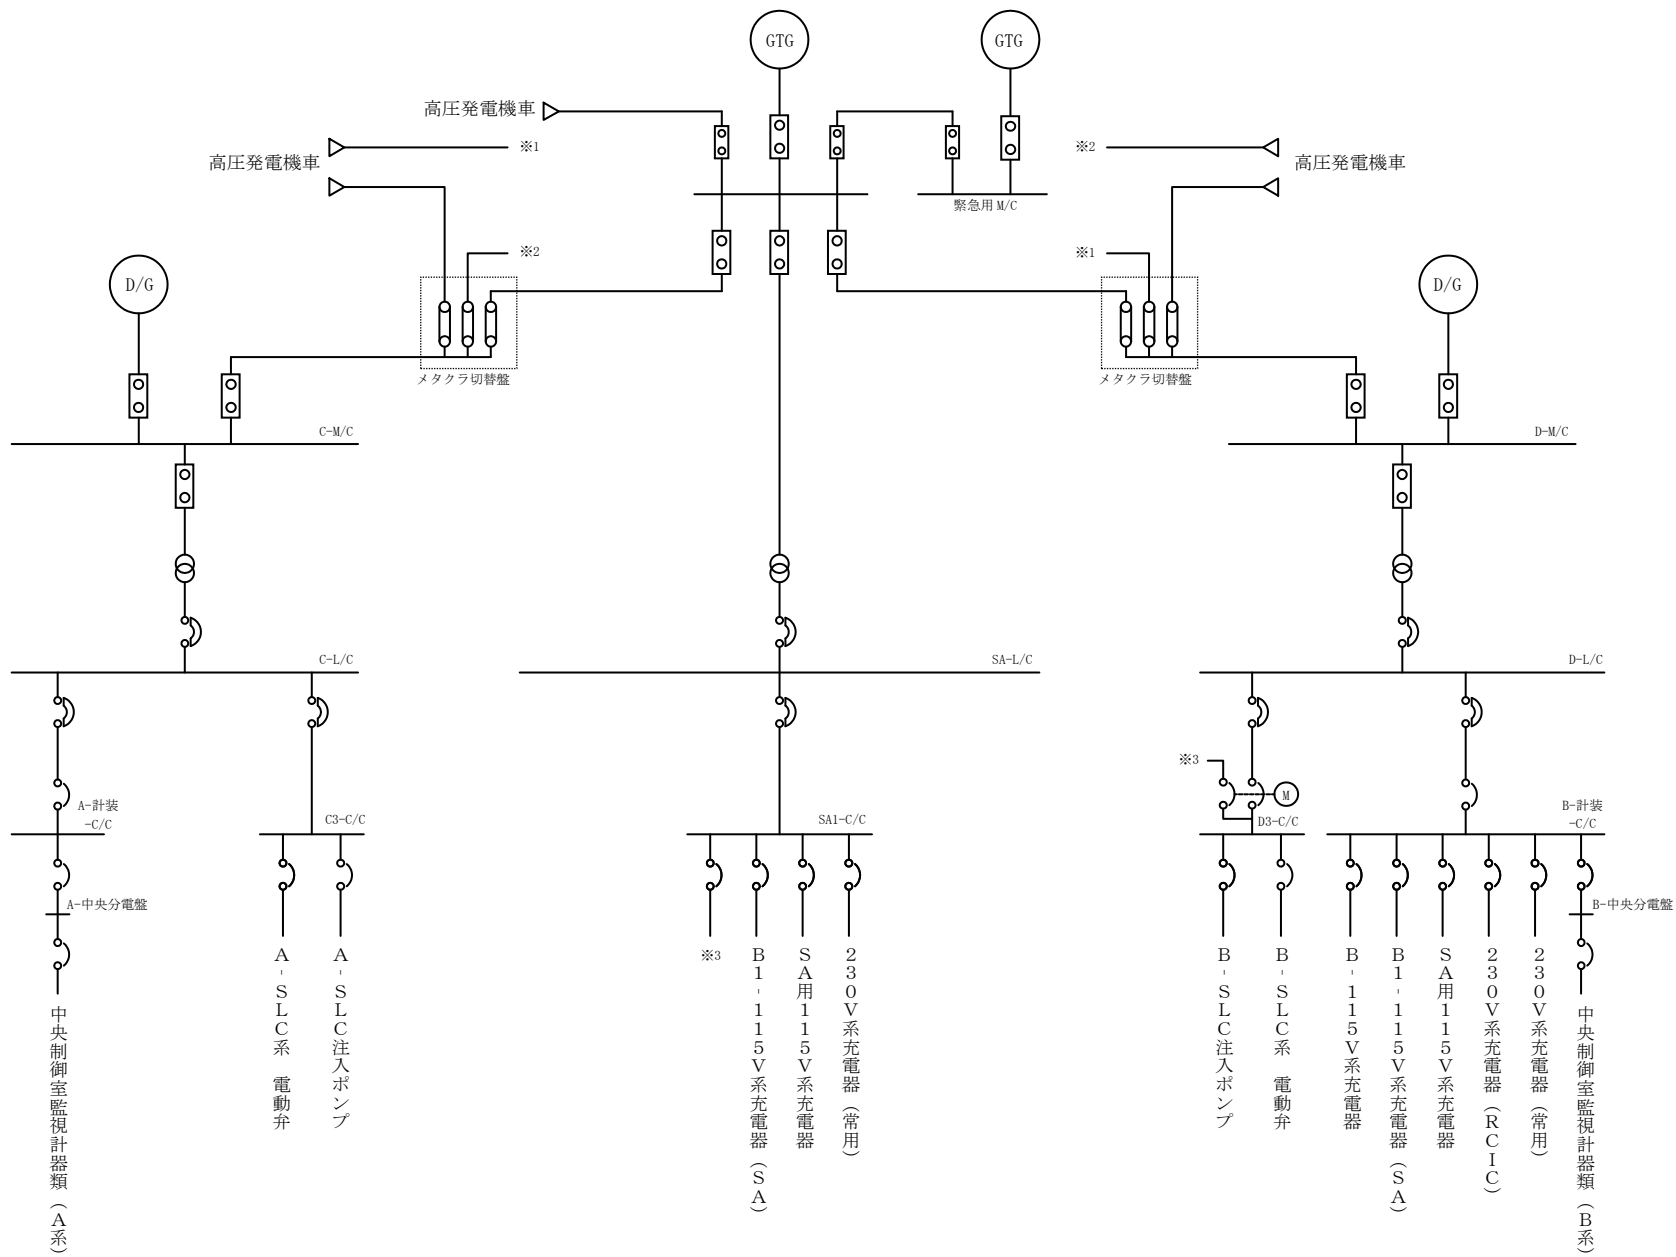 GTG
GTG
高圧発電機車
※1
高圧発電機車
※2
高圧発電機車
緊急用 M/C
※2
※1
D/G
D/G
メタクラ切替盤
メタクラ切替盤
C-M/C
D-M/C
C-L/C
SA-L/C
D-L/C
※3
M
A-計装
-C/C
C3-C/C
SA1-C/C
D3-C/C
B-計装
-C/C
A-中央分電盤
B-中央分電盤
中央制御室監視計器類（A系）
A-SLC系 電動弁
A-SLC注入ポンプ
※3
B1-115V系充電器（SA）
SA用115V系充電器
230V系充電器（常用）
B-SLC注入ポンプ
B-SLC系 電動弁
B-115V系充電器
B1-115V系充電器（SA）
SA用115V系充電器
230V系充電器（RCIC）
230V系充電器（常用）
中央制御室監視計器類（B系）